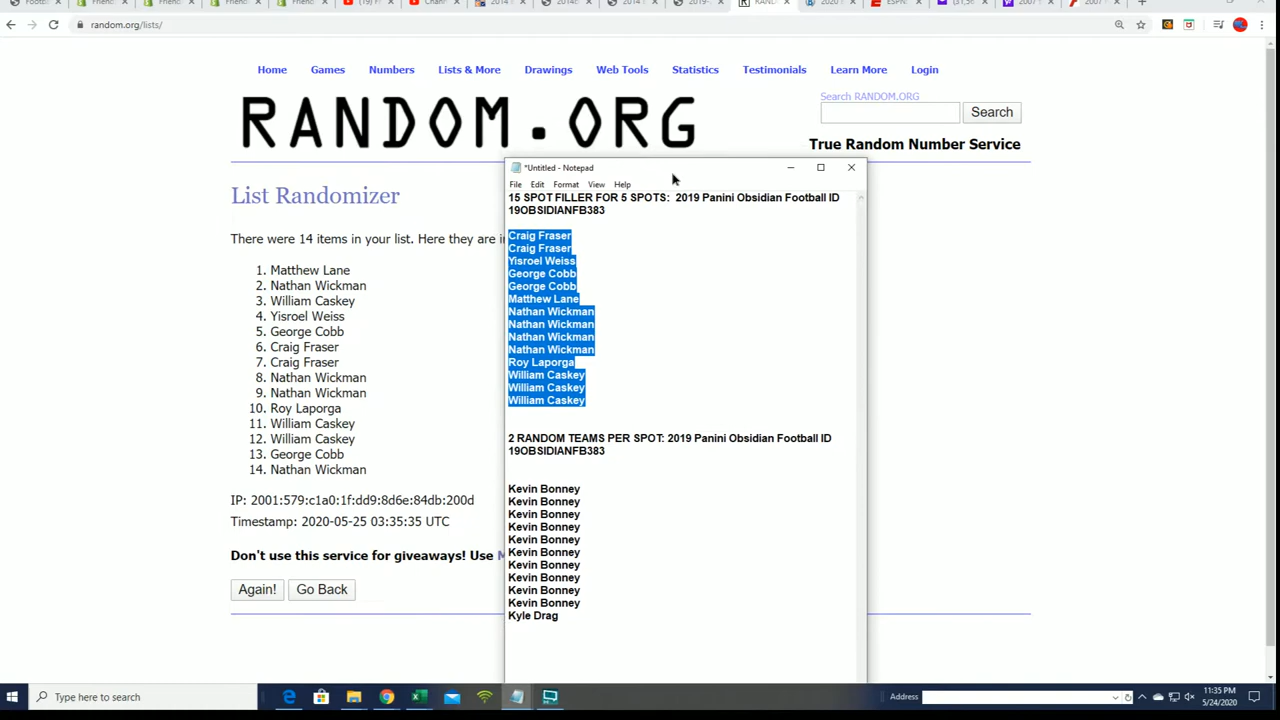 Home Games Numbers Lists & More Drawings Web Tools Statistics Testimonials Learn More Login
random.org/lists/
RANDOM.ORG
Search RANDOM.ORG
Search
True Random Number Service
List Randomizer
There were 14 items in your list. Here they are in
1. Matthew Lane
2. Nathan Wickman
3. William Caskey
4. Yisroel Weiss
5. George Cobb
6. Craig Fraser
7. Craig Fraser
8. Nathan Wickman
9. Nathan Wickman
10. Roy Laporga
11. William Caskey
12. William Caskey
13. George Cobb
14. Nathan Wickman
IP: 2001:579:c1a0:1f:dd9:8d6e:84db:200d
Timestamp: 2020-05-25 03:35:35 UTC
Don't use this service for giveaways! Use
Again! Go Back
*Untitled - Notepad
File Edit Format View Help
15 SPOT FILLER FOR 5 SPOTS: 2019 Panini Obsidian Football ID
19OBSIDIANFB383
Craig Fraser
Craig Fraser
Yisroel Weiss
George Cobb
George Cobb
Matthew Lane
Nathan Wickman
Nathan Wickman
Nathan Wickman
Nathan Wickman
Roy Laporga
William Caskey
William Caskey
William Caskey
2 RANDOM TEAMS PER SPOT: 2019 Panini Obsidian Football ID
19OBSIDIANFB383
Kevin Bonney
Kevin Bonney
Kevin Bonney
Kevin Bonney
Kevin Bonney
Kevin Bonney
Kevin Bonney
Kevin Bonney
Kevin Bonney
Kevin Bonney
Kyle Drag
Type here to search
Address
11:35 PM
5/24/2020